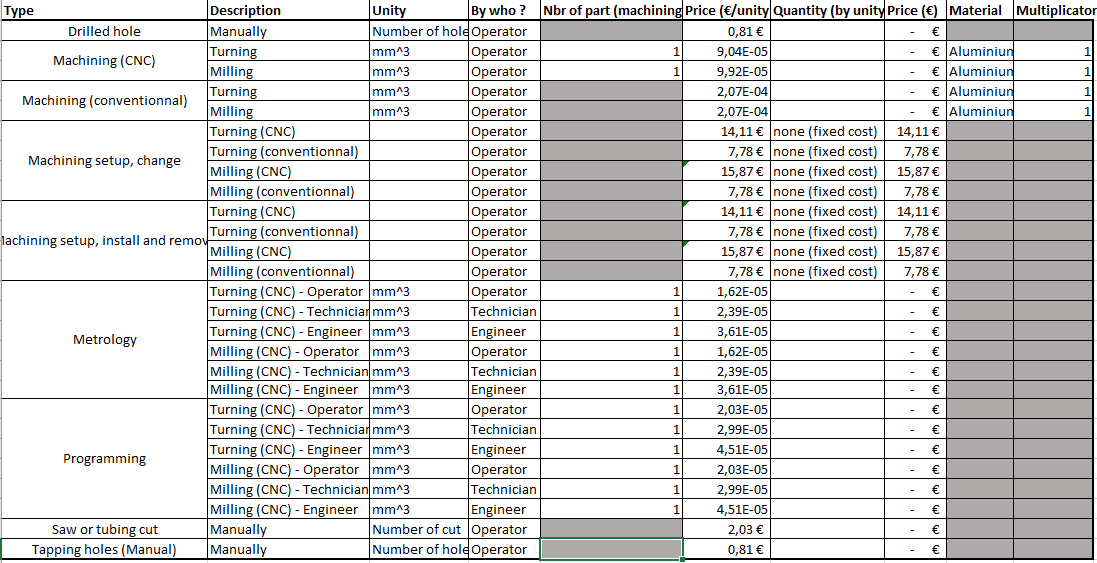 Type Description Unity By who ? Nbr of part (machining Price (€/unity Quantity (by unity Price (€) Material Multiplicator
Drilled hole Manually Number of hole Operator 0,81 € - €
Machining (CNC) Turning mm^3 Operator 1 9,04E-05 - € Aluminium 1
Milling mm^3 Operator 1 9,92E-05 - € Aluminium 1
Machining (conventionnal) Turning mm^3 Operator 2,07E-04 - € Aluminium 1
Milling mm^3 Operator 2,07E-04 - € Aluminium 1
Machining setup, change Turning (CNC) Operator 14,11 € none (fixed cost) 14,11 €
Turning (conventionnal) Operator 7,78 € none (fixed cost) 7,78 €
Milling (CNC) Operator 15,87 € none (fixed cost) 15,87 €
Milling (conventionnal) Operator 7,78 € none (fixed cost) 7,78 €
Machining setup, install and remov Turning (CNC) Operator 14,11 € none (fixed cost) 14,11 €
Turning (conventionnal) Operator 7,78 € none (fixed cost) 7,78 €
Milling (CNC) Operator 15,87 € none (fixed cost) 15,87 €
Milling (conventionnal) Operator 7,78 € none (fixed cost) 7,78 €
Metrology Turning (CNC) - Operator mm^3 Operator 1 1,62E-05 - €
Turning (CNC) - Technician mm^3 Technician 1 2,39E-05 - €
Turning (CNC) - Engineer mm^3 Engineer 1 3,61E-05 - €
Milling (CNC) - Operator mm^3 Operator 1 1,62E-05 - €
Milling (CNC) - Technician mm^3 Technician 1 2,39E-05 - €
Milling (CNC) - Engineer mm^3 Engineer 1 3,61E-05 - €
Programming Turning (CNC) - Operator mm^3 Operator 1 2,03E-05 - €
Turning (CNC) - Technician mm^3 Technician 1 2,99E-05 - €
Turning (CNC) - Engineer mm^3 Engineer 1 4,51E-05 - €
Milling (CNC) - Operator mm^3 Operator 1 2,03E-05 - €
Milling (CNC) - Technician mm^3 Technician 1 2,99E-05 - €
Milling (CNC) - Engineer mm^3 Engineer 1 4,51E-05 - €
Saw or tubing cut Manually Number of cut Operator 2,03 € - €
Tapping holes (Manual) Manually Number of hole Operator 0,81 € - €